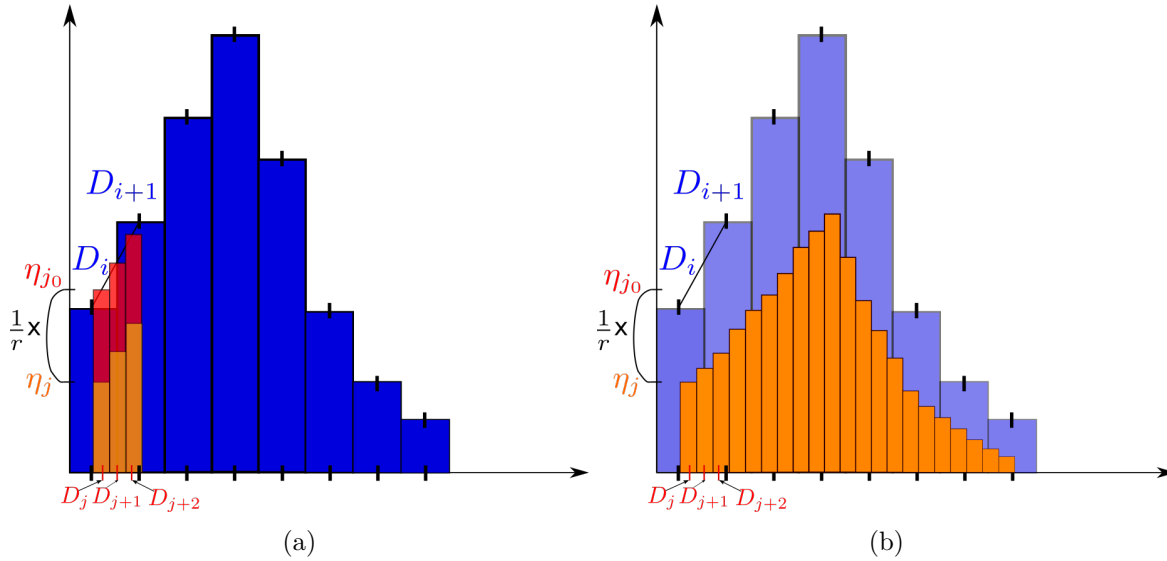 D_{i+1}
D_i
η_{j_0}
1/r x
η_j
D_j D_{j+1} D_{j+2}
(a)
D_{i+1}
D_i
η_{j_0}
1/r x
η_j
D_j D_{j+1} D_{j+2}
(b)